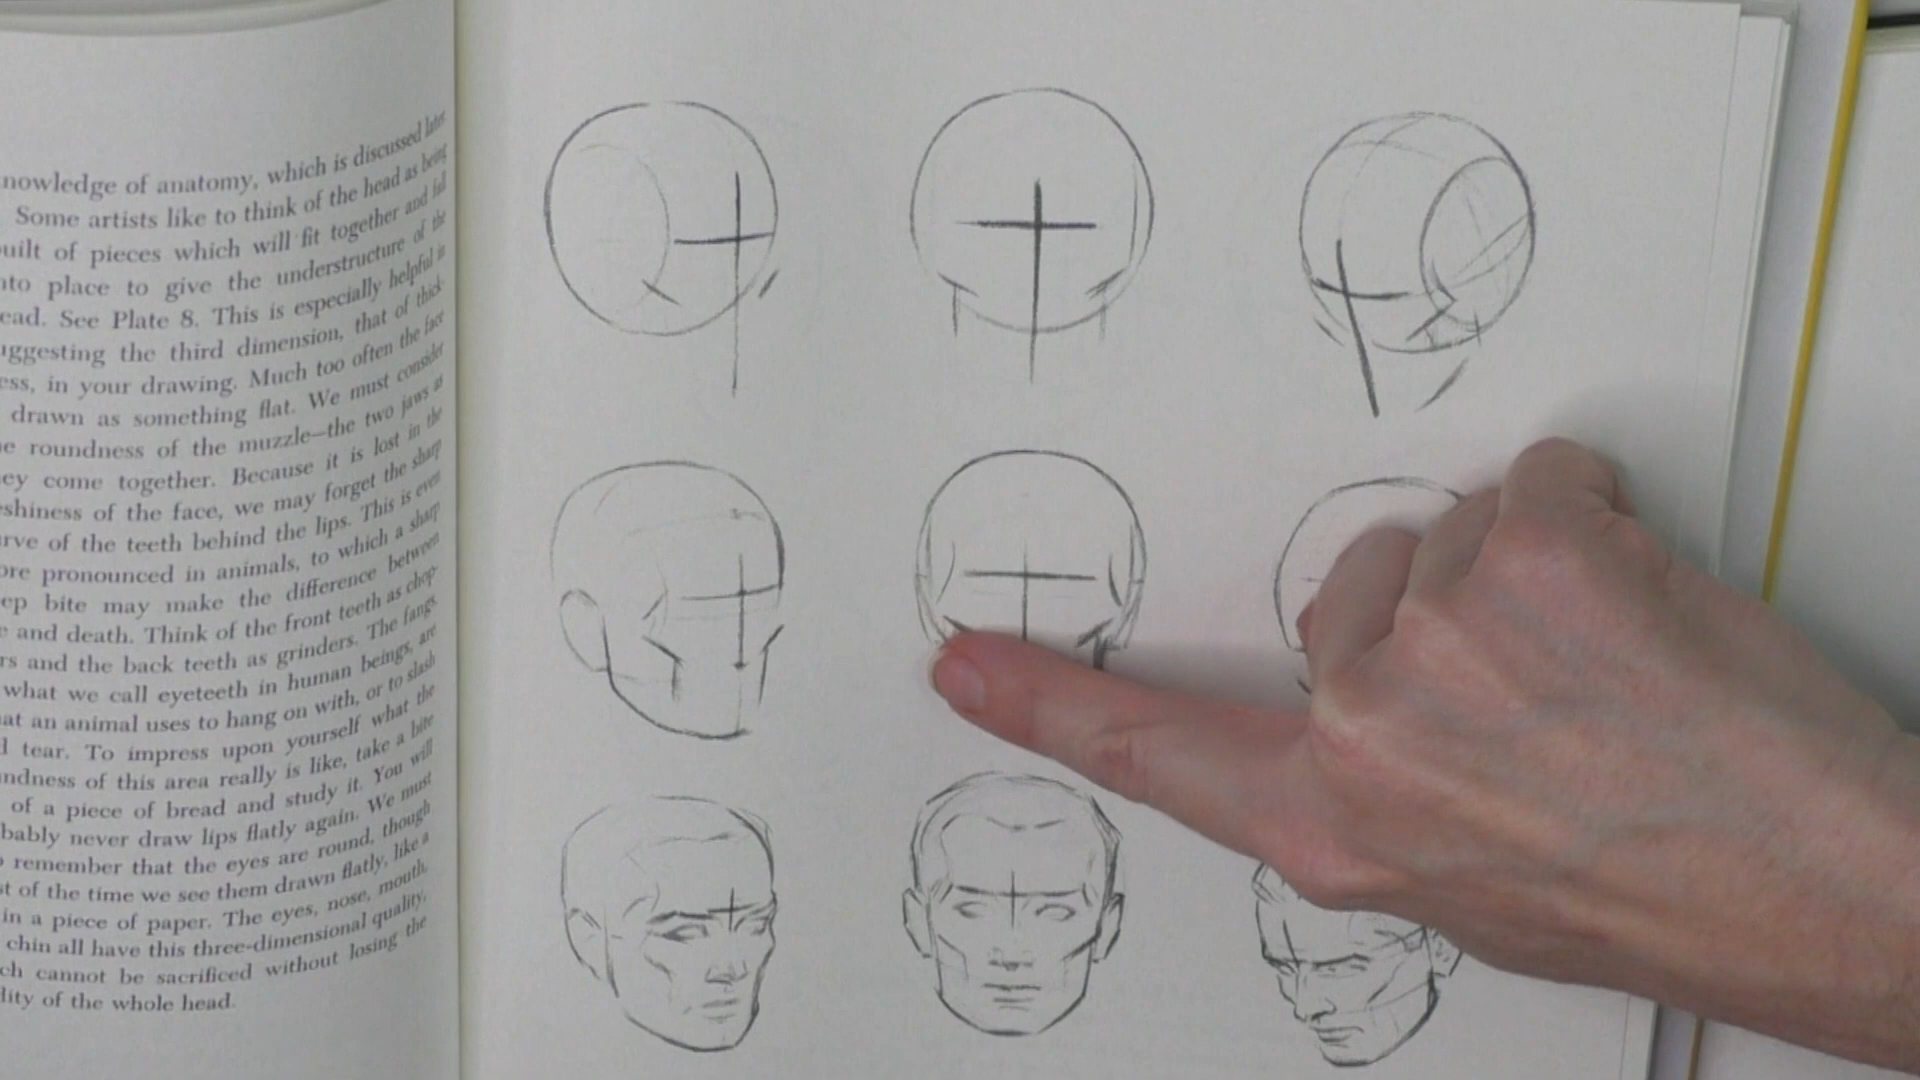 nowledge of anatomy, which is discussed later
Some artists like to think of the head as being
uilt of pieces which will fit together and fall
nto place to give the understructure of the
ead. See Plate 8. This is especially helpful in
uggesting the third dimension, that of thick-
ess, in your drawing. Much too often the face
drawn as something flat. We must consider
e roundness of the muzzle—the two jaws as
ey come together. Because it is lost in the
shiness of the face, we may forget the sharp
rve of the teeth behind the lips. This is even
ore pronounced in animals, to which a sharp
ep bite may make the difference between
e and death. Think of the front teeth as chop-
rs and the back teeth as grinders. The fangs,
what we call eyeteeth in human beings, are
at an animal uses to hang on with, or to slash
d tear. To impress upon yourself what the
ndness of this area really is like, take a bite
of a piece of bread and study it. You will
bably never draw lips flatly again. We must
remember that the eyes are round, though
st of the time we see them drawn flatly, like a
in a piece of paper. The eyes, nose, mouth,
chin all have this three-dimensional quality,
ch cannot be sacrificed without losing the
lity of the whole head.